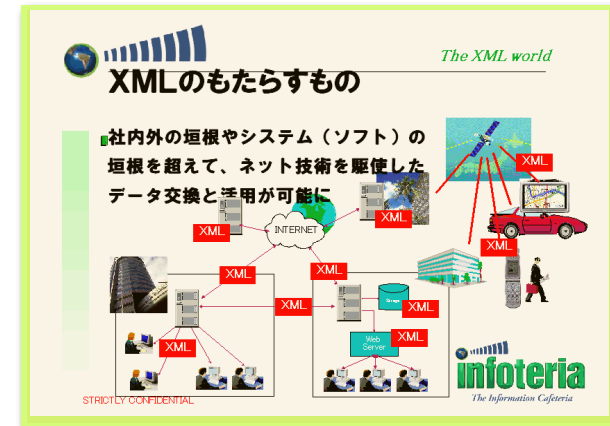 The XML world
XMLのもたらすもの
社内外の垣根やシステム（ソフト）の
垣根を超えて、ネット技術を駆使した
データ交換と活用が可能に
XML
XML
XML
INTERNET
XML
XML
XML
XML
XML
XML
Web
Server
XML
STRICTLY CONFIDENTIAL
infoteria
The Information Cafeteria